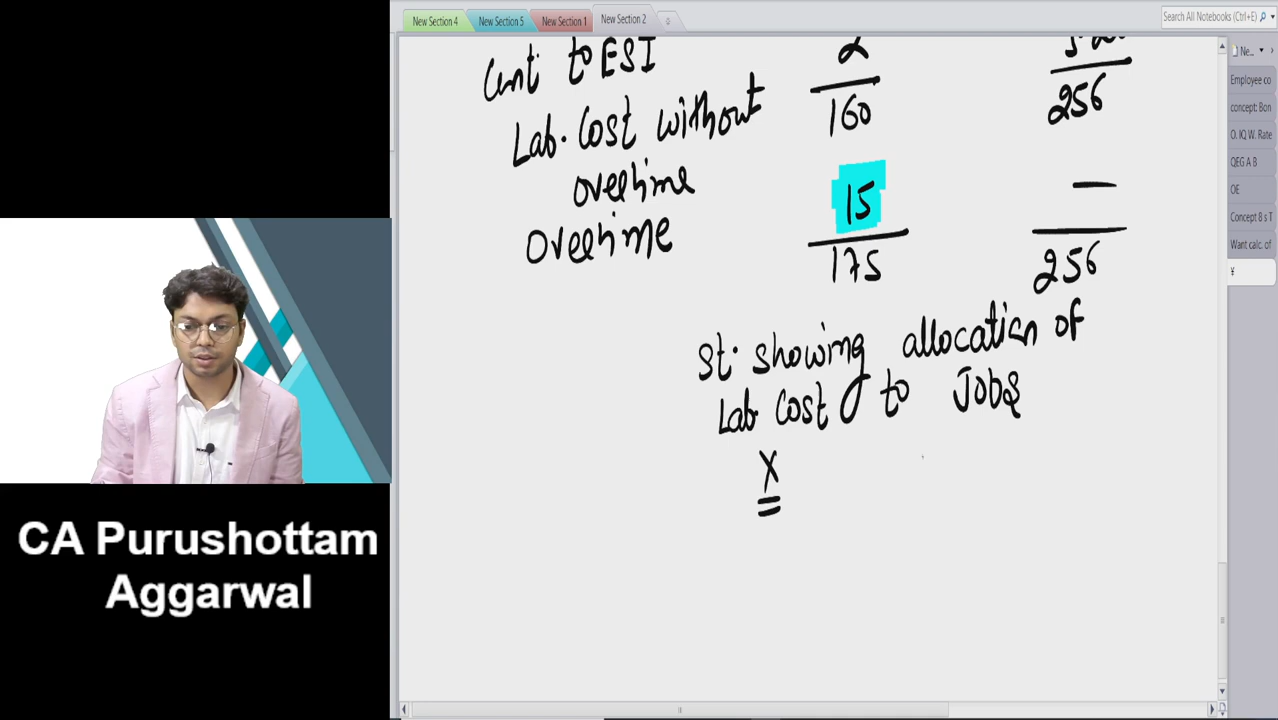 New Section 4 New Section 5 New Section 1 New Section 2
Search All Notebooks (Ctrl+E)
Cont. to ESI 2
160 256
Lab. Cost without
overtime
Overtime 15 —
175 256
St. showing allocation of
Lab Cost to Jobs
X
Ne...
Employee co
concept: Bon
O. IQ W. Rate
QEG A B
OE
Concept 8 s T
Want calc. of
¥
CA Purushottam
Aggarwal